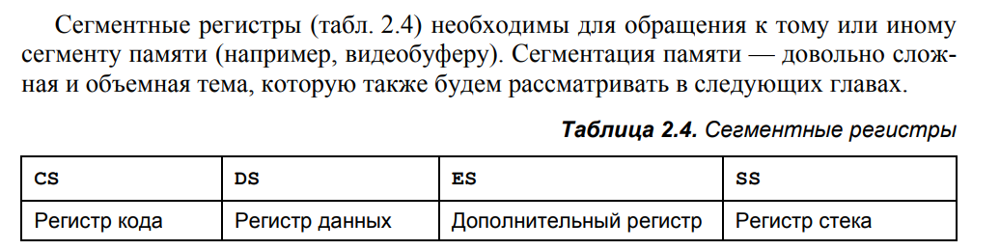 Сегментные регистры (табл. 2.4) необходимы для обращения к тому или иному
сегменту памяти (например, видеобуферу). Сегментация памяти — довольно слож-
ная и объемная тема, которую также будем рассматривать в следующих главах.
Таблица 2.4. Сегментные регистры
CS DS ES SS
Регистр кода Регистр данных Дополнительный регистр Регистр стека